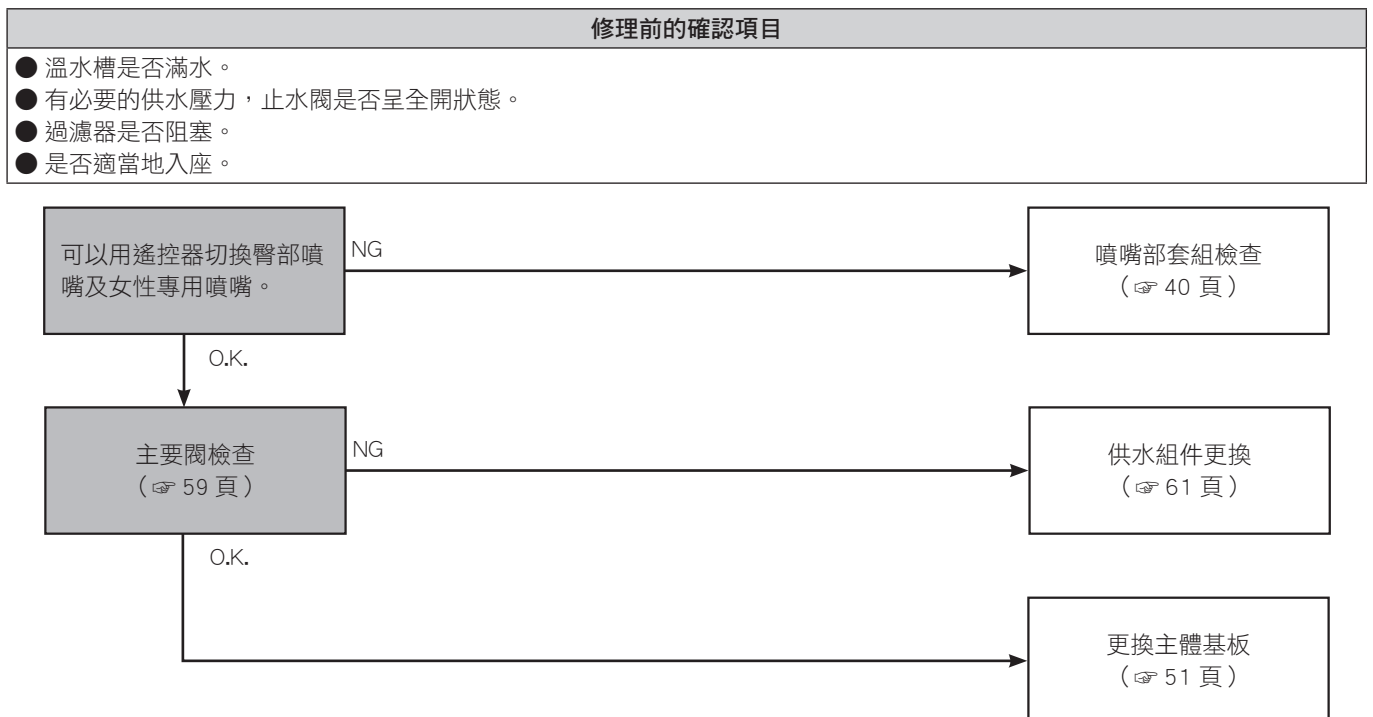 修理前的確認項目
● 溫水槽是否滿水。
● 有必要的供水壓力，止水閥是否呈全開狀態。
● 過濾器是否阻塞。
● 是否適當地入座。
可以用遙控器切換臀部噴
嘴及女性專用噴嘴。
NG
噴嘴部套組檢查
（☞ 40 頁）
O.K.
主要閥檢查
（☞ 59 頁）
NG
供水組件更換
（☞ 61 頁）
O.K.
更換主體基板
（☞ 51 頁）